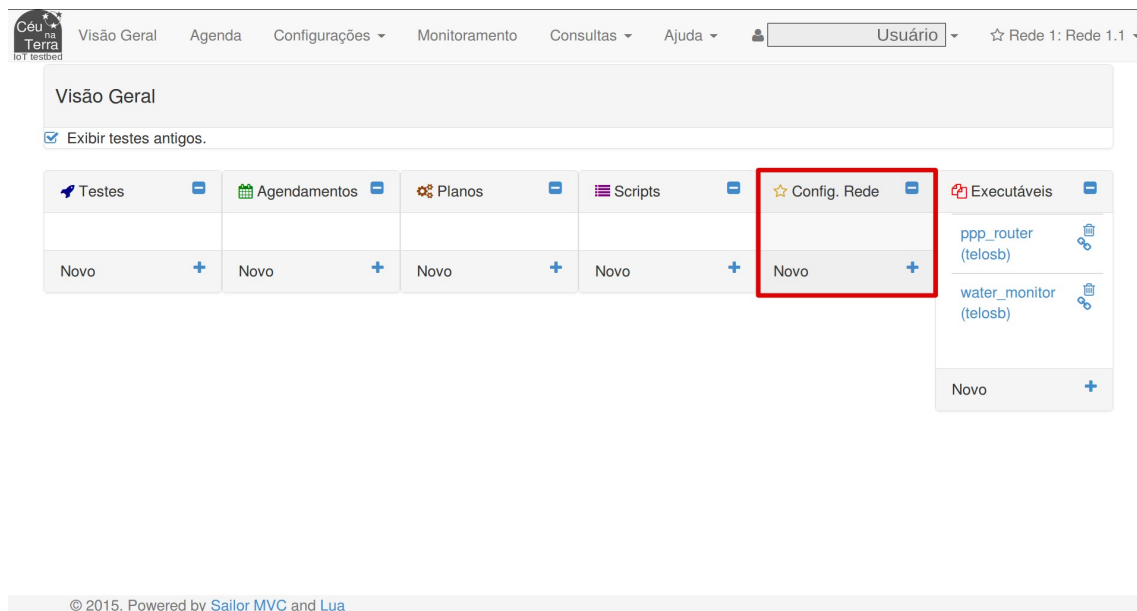 Céu
na
Terra
IoT testbed
Visão Geral Agenda Configurações Monitoramento Consultas Ajuda Usuário Rede 1: Rede 1.1
Visão Geral
Exibir testes antigos.
Testes Agendamentos Planos Scripts Config. Rede Executáveis
ppp_router
(telosb)
Novo Novo Novo Novo Novo
water_monitor
(telosb)
Novo
© 2015. Powered by Sailor MVC and Lua